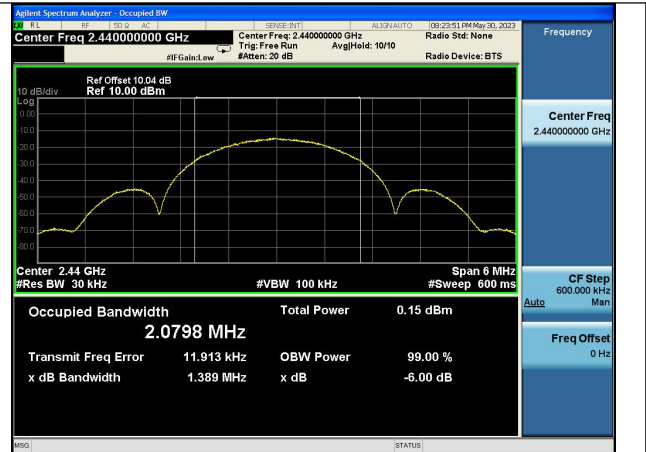 Agilent Spectrum Analyzer - Occupied BW
RL RF 50 Ω AC SENSE:INT ALIGN AUTO 08:23:51 PM May 30, 2023
Center Freq 2.440000000 GHz
Center Freq: 2.440000000 GHz
Radio Std: None
Trig: Free Run Avg|Hold: 10/10
#IFGain:Low #Atten: 20 dB Radio Device: BTS
Frequency
Ref Offset 10.04 dB
10 dB/div Ref 10.00 dBm
Log
0.00
-10.0
-20.0
-30.0
-40.0
-50.0
-60.0
-70.0
-80.0
Center 2.44 GHz Span 6 MHz
#Res BW 30 kHz #VBW 100 kHz #Sweep 600 ms
Occupied Bandwidth Total Power 0.15 dBm
2.0798 MHz
Transmit Freq Error 11.913 kHz OBW Power 99.00 %
x dB Bandwidth 1.389 MHz x dB -6.00 dB
Center Freq
2.440000000 GHz
CF Step
600.000 kHz
Auto Man
Freq Offset
0 Hz
MSG STATUS